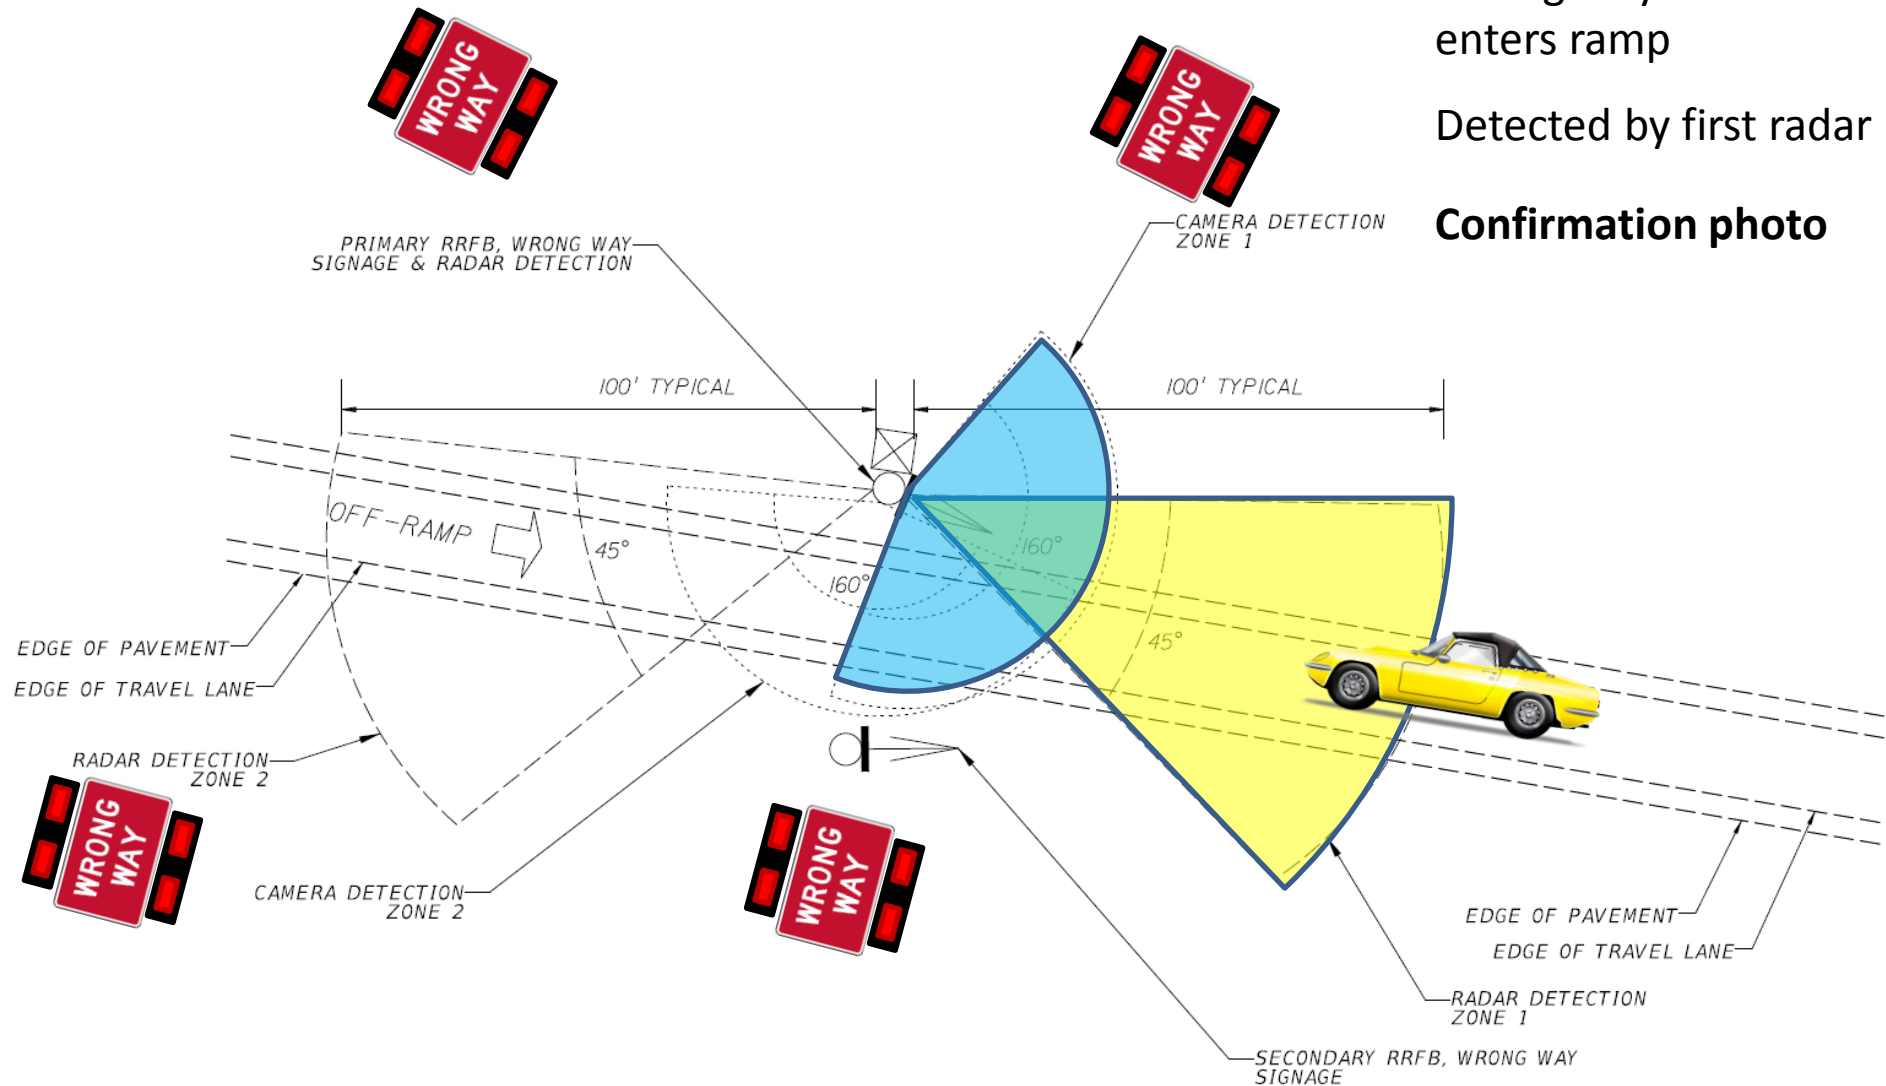 enters ramp
Detected by first radar
Confirmation photo
WRONG
WAY
WRONG
WAY
CAMERA DETECTION
ZONE 1
PRIMARY RRFB, WRONG WAY
SIGNAGE & RADAR DETECTION
100' TYPICAL
100' TYPICAL
OFF-RAMP
45°
160°
160°
45°
EDGE OF PAVEMENT
EDGE OF TRAVEL LANE
RADAR DETECTION
ZONE 2
WRONG
WAY
CAMERA DETECTION
ZONE 2
WRONG
WAY
EDGE OF PAVEMENT
EDGE OF TRAVEL LANE
RADAR DETECTION
ZONE 1
SECONDARY RRFB, WRONG WAY
SIGNAGE